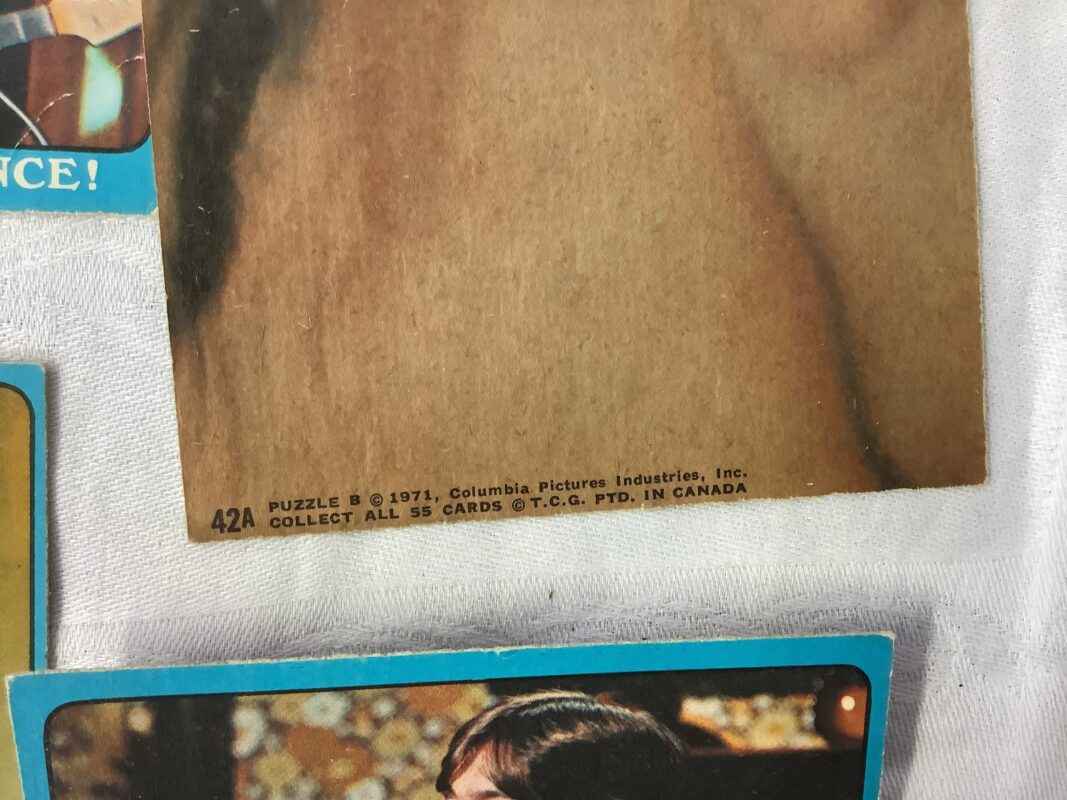 NCE!
42A PUZZLE B © 1971, Columbia Pictures Industries, Inc.
COLLECT ALL 55 CARDS © T.C.G. PTD. IN CANADA